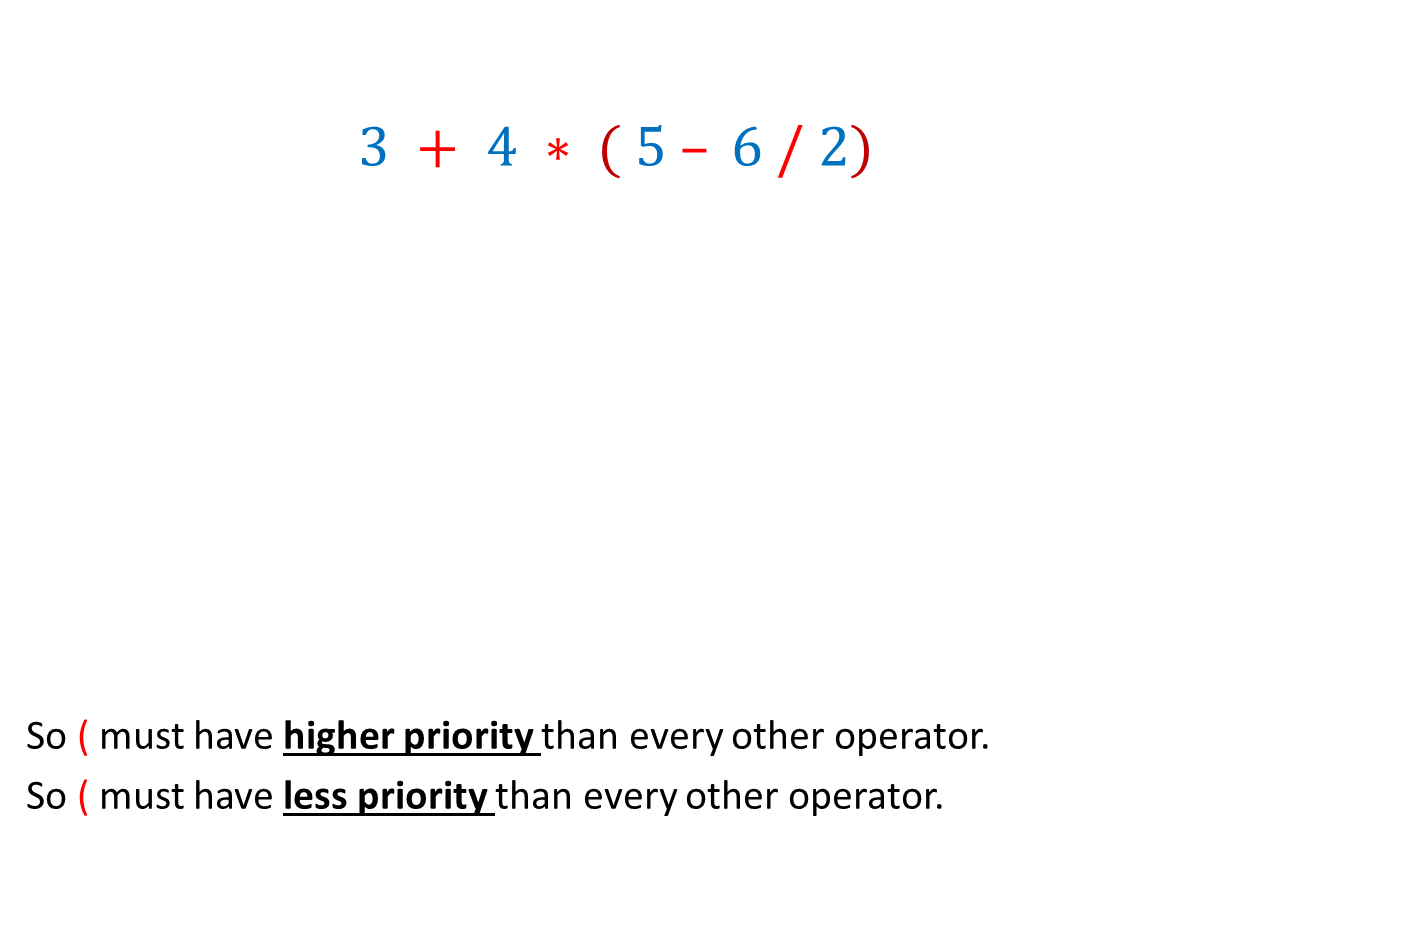 3 + 4 * ( 5 – 6 / 2)
So ( must have higher priority than every other operator.
So ( must have less priority than every other operator.